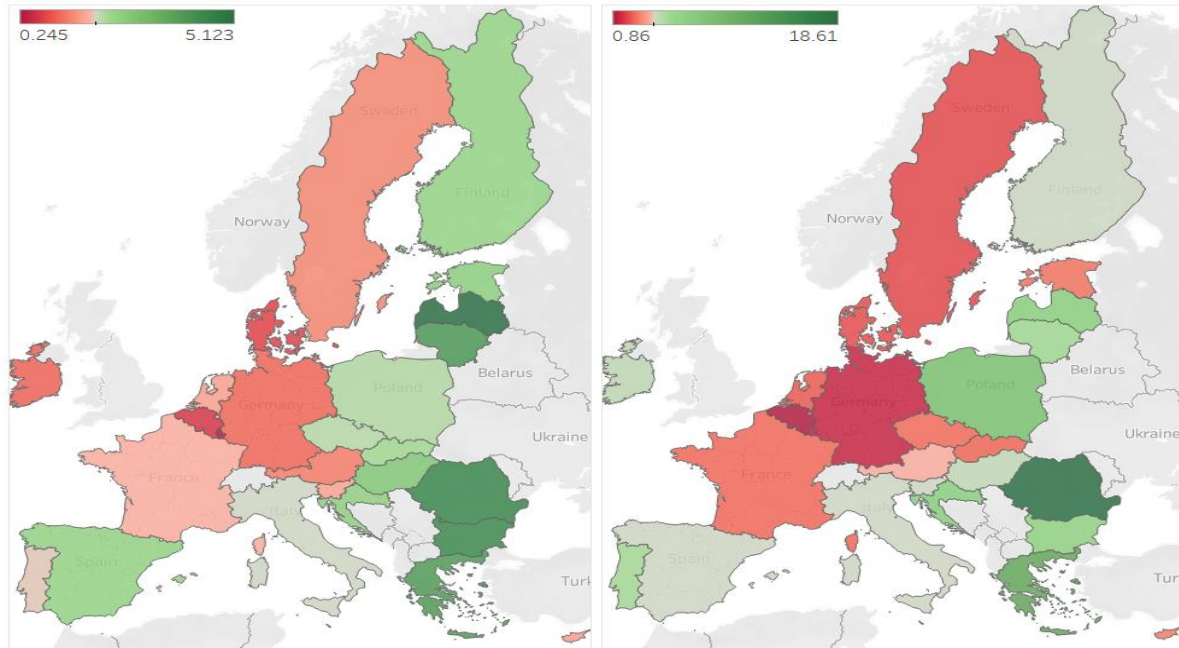 0.245 5.123
Sweden
Finland
Norway
Belarus
Poland
Germany
Ukraine
France
Italy
Spain
Turk
0.86 18.61
Sweden
Finland
Norway
Belarus
Poland
Germany
Ukraine
France
Italy
Spain
Tur